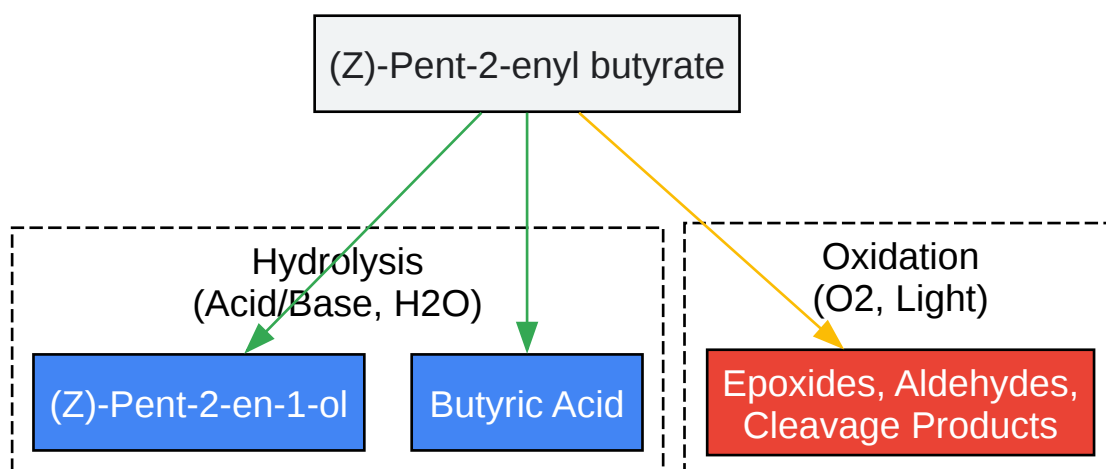 (Z)-Pent-2-enyl butyrate
Hydrolysis
(Acid/Base, H2O)
Oxidation
(O2, Light)
(Z)-Pent-2-en-1-ol
Butyric Acid
Epoxides, Aldehydes,
Cleavage Products